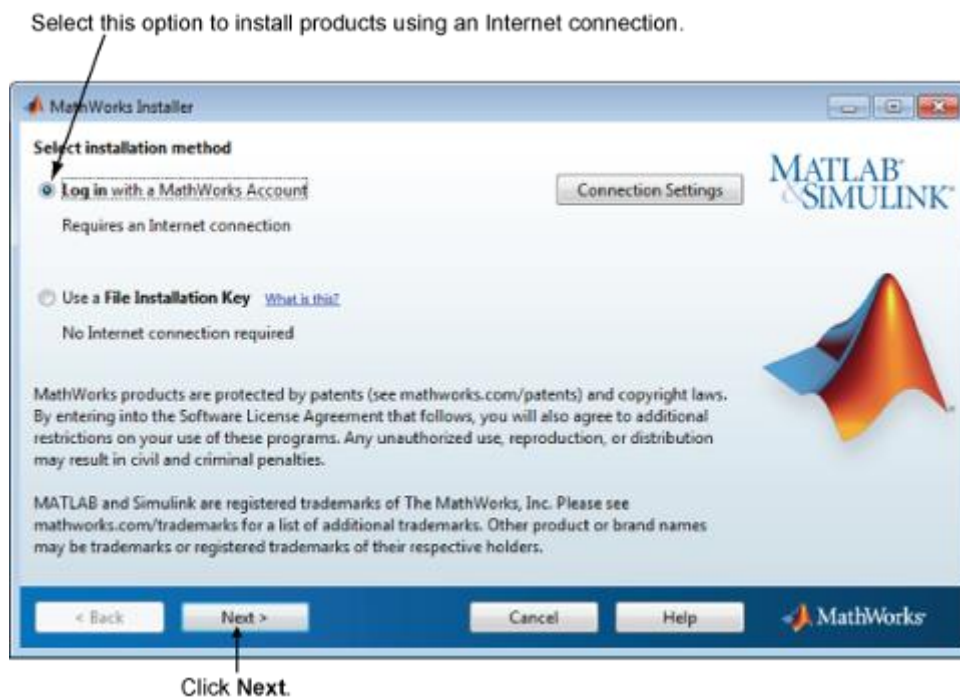 Select this option to install products using an Internet connection.
MathWorks Installer
Select installation method
Log in with a MathWorks Account
Connection Settings
MATLAB®
&SIMULINK®
Requires an Internet connection
Use a File Installation Key What is this?
No Internet connection required
MathWorks products are protected by patents (see mathworks.com/patents) and copyright laws.
By entering into the Software License Agreement that follows, you will also agree to additional
restrictions on your use of these programs. Any unauthorized use, reproduction, or distribution
may result in civil and criminal penalties.
MATLAB and Simulink are registered trademarks of The MathWorks, Inc. Please see
mathworks.com/trademarks for a list of additional trademarks. Other product or brand names
may be trademarks or registered trademarks of their respective holders.
< Back
Next >
Cancel
Help
MathWorks®
Click Next.